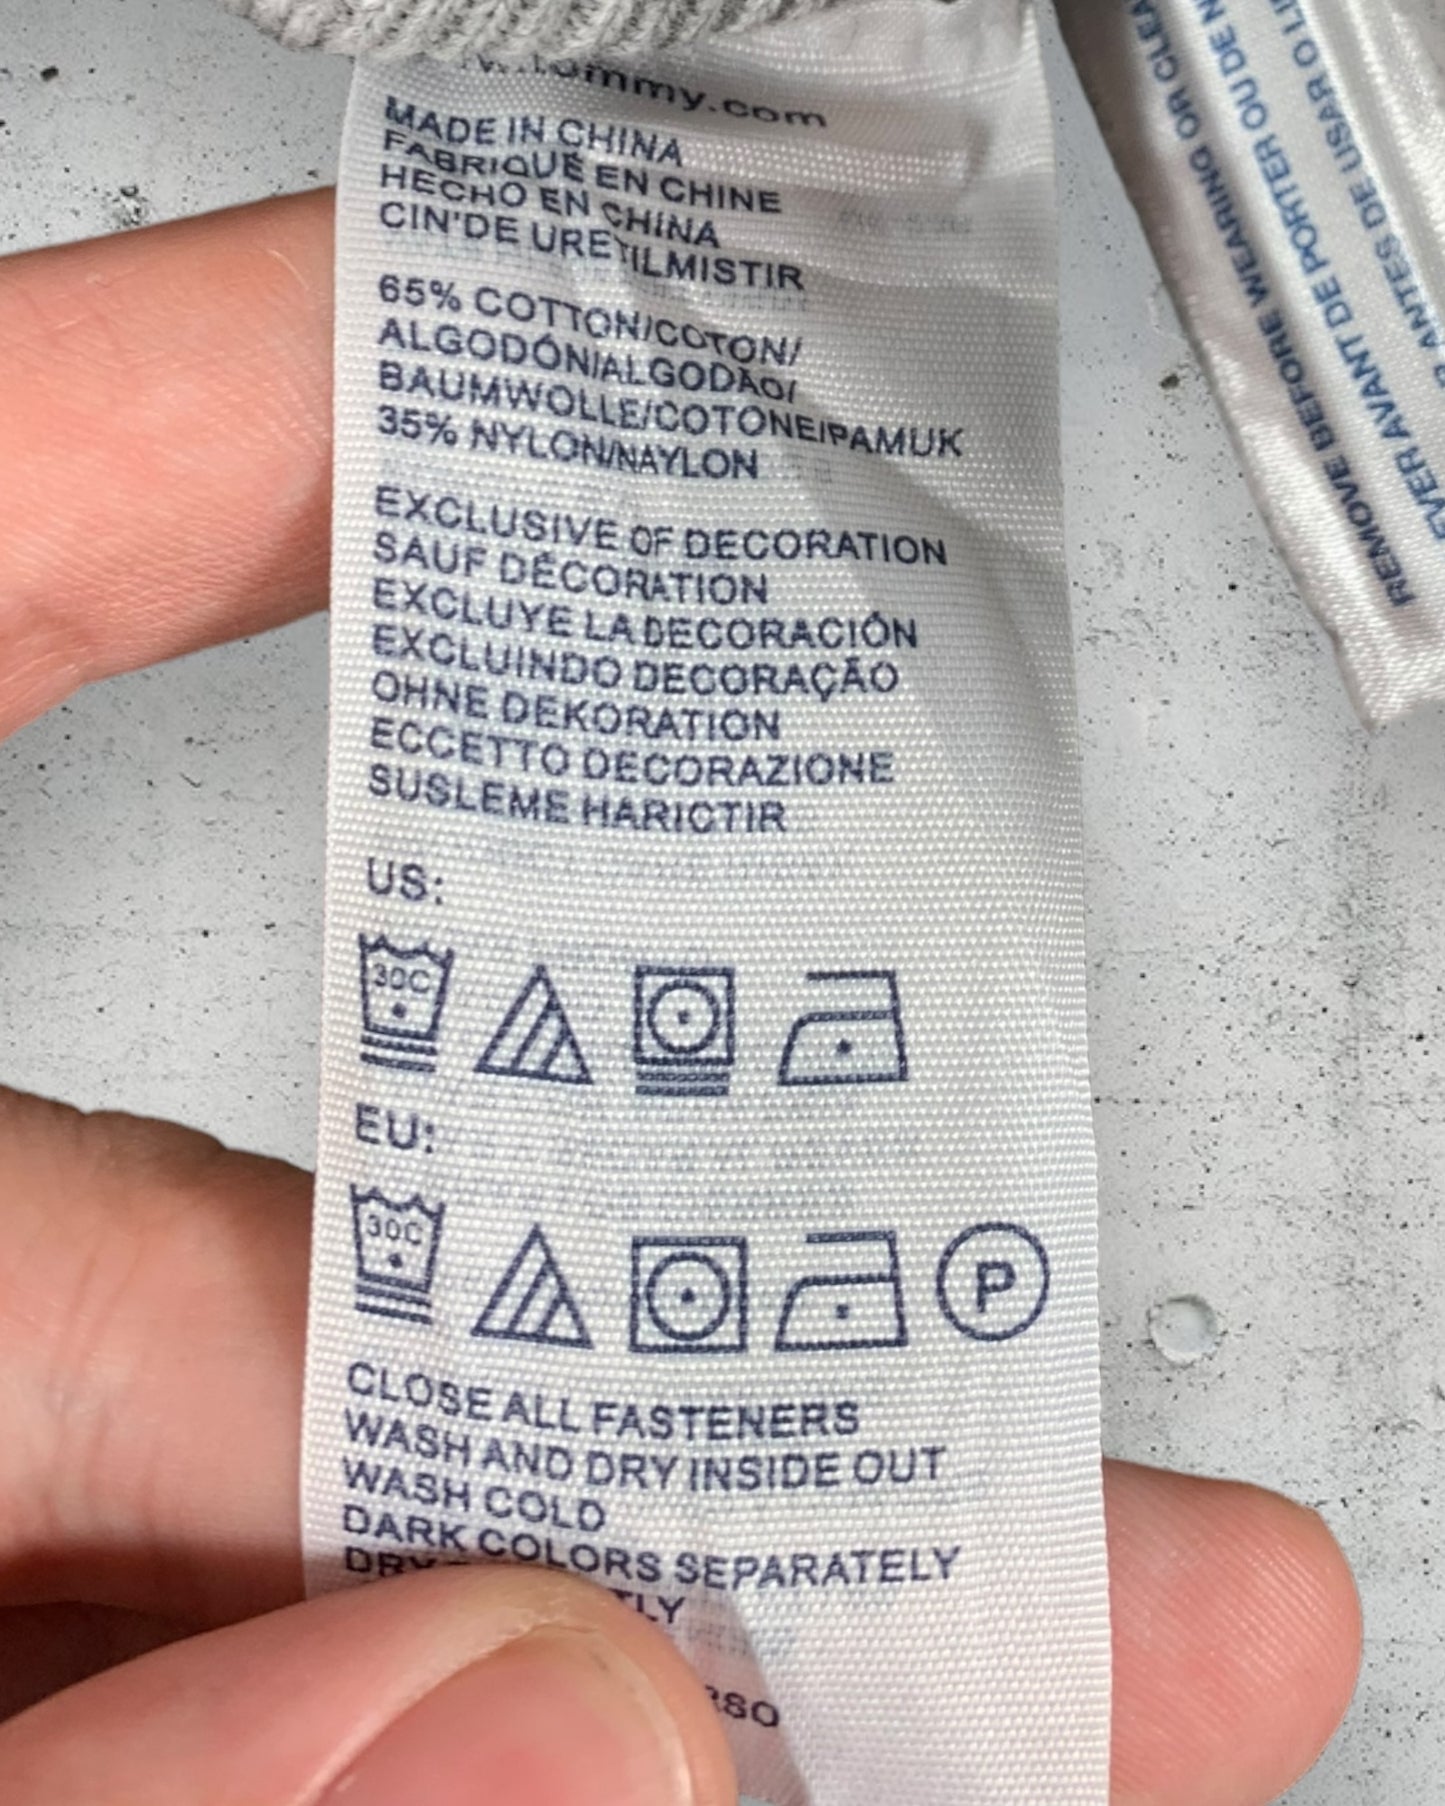 MADE IN CHINA
FABRIQUÉ EN CHINE
HECHO EN CHINA
CIN'DE URETILMISTIR
65% COTTON/COTON/
ALGODÓN/ALGODÃO/
BAUMWOLLE/COTONE/PAMUK
35% NYLON/NAYLON
EXCLUSIVE OF DECORATION
SAUF DÉCORATION
EXCLUYE LA DECORACIÓN
EXCLUINDO DECORAÇÃO
OHNE DEKORATION
ECCETTO DECORAZIONE
SUSLEME HARICTIR
US:
30C
EU:
30C
P
CLOSE ALL FASTENERS
WASH AND DRY INSIDE OUT
WASH COLD
DARK COLORS SEPARATELY
DRY
REMOVE BEFORE WEARING OR
AVANT DE PORTER OU DE
ANTES DE USAR O